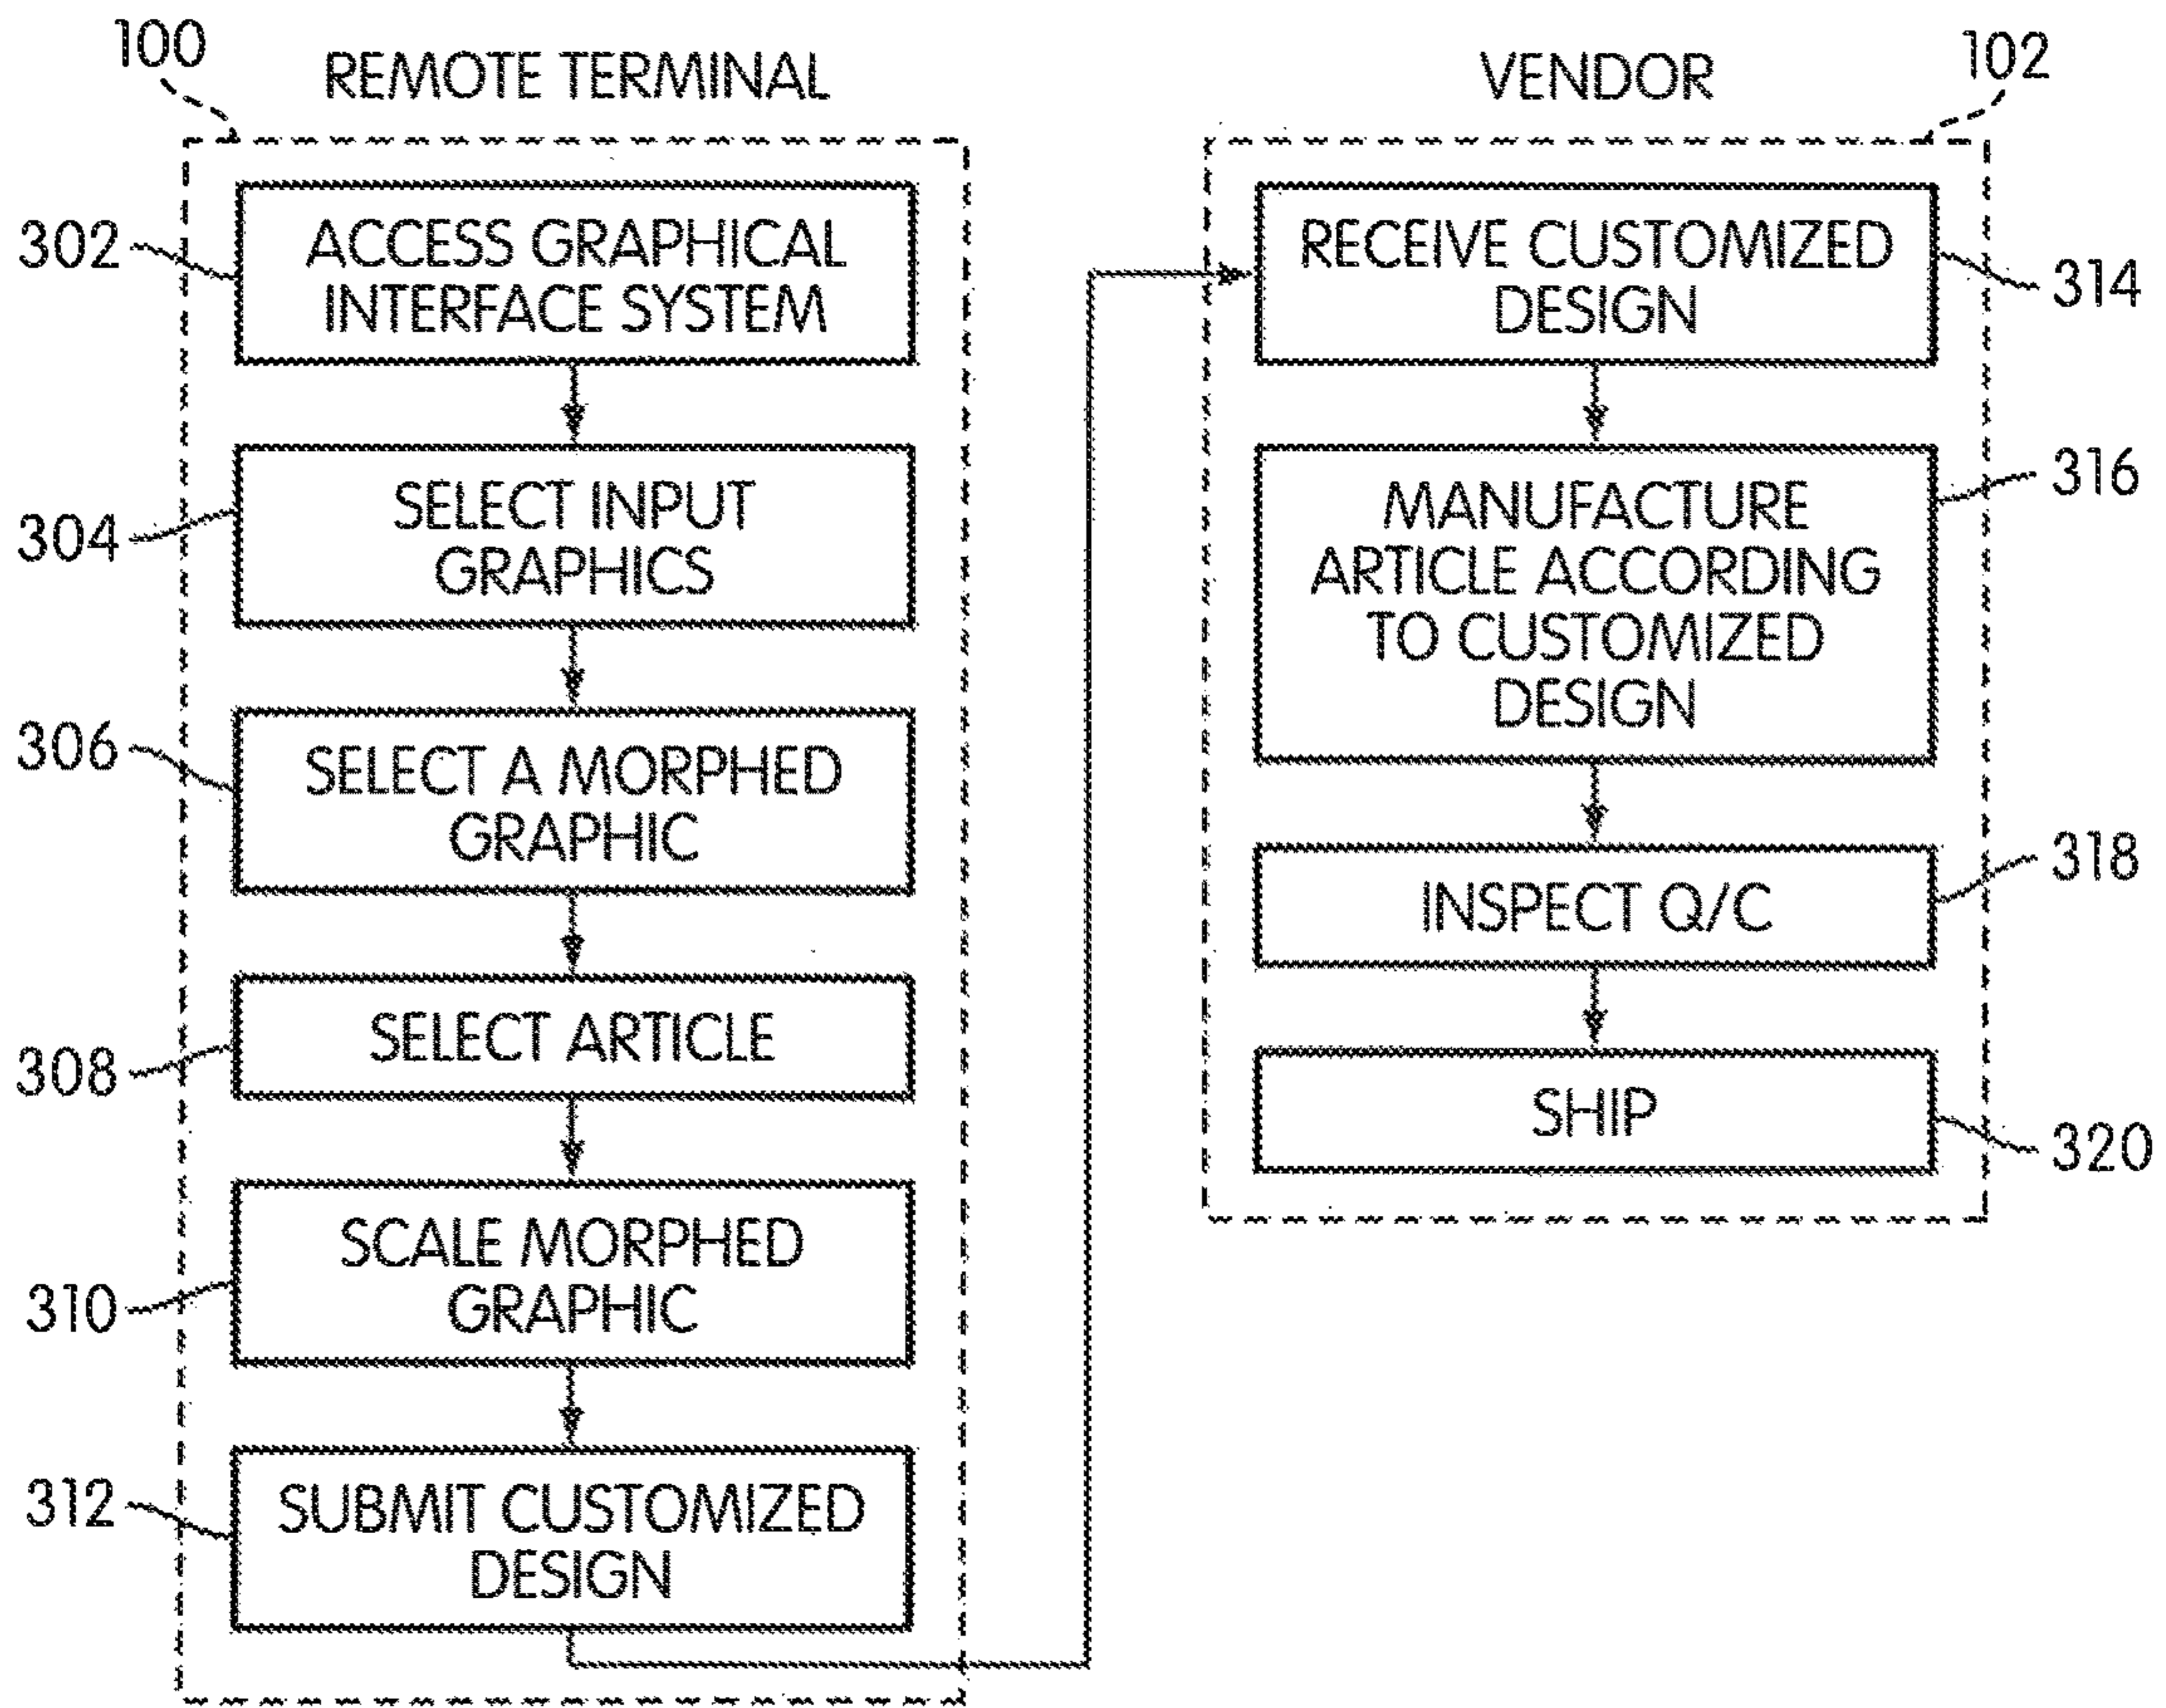 100
REMOTE TERMINAL
302
ACCESS GRAPHICAL
INTERFACE SYSTEM
304
SELECT INPUT
GRAPHICS
306
SELECT A MORPHED
GRAPHIC
308
SELECT ARTICLE
310
SCALE MORPHED
GRAPHIC
312
SUBMIT CUSTOMIZED
DESIGN
VENDOR
102
RECEIVE CUSTOMIZED
DESIGN
314
MANUFACTURE
ARTICLE ACCORDING
TO CUSTOMIZED
DESIGN
316
INSPECT Q/C
318
SHIP
320